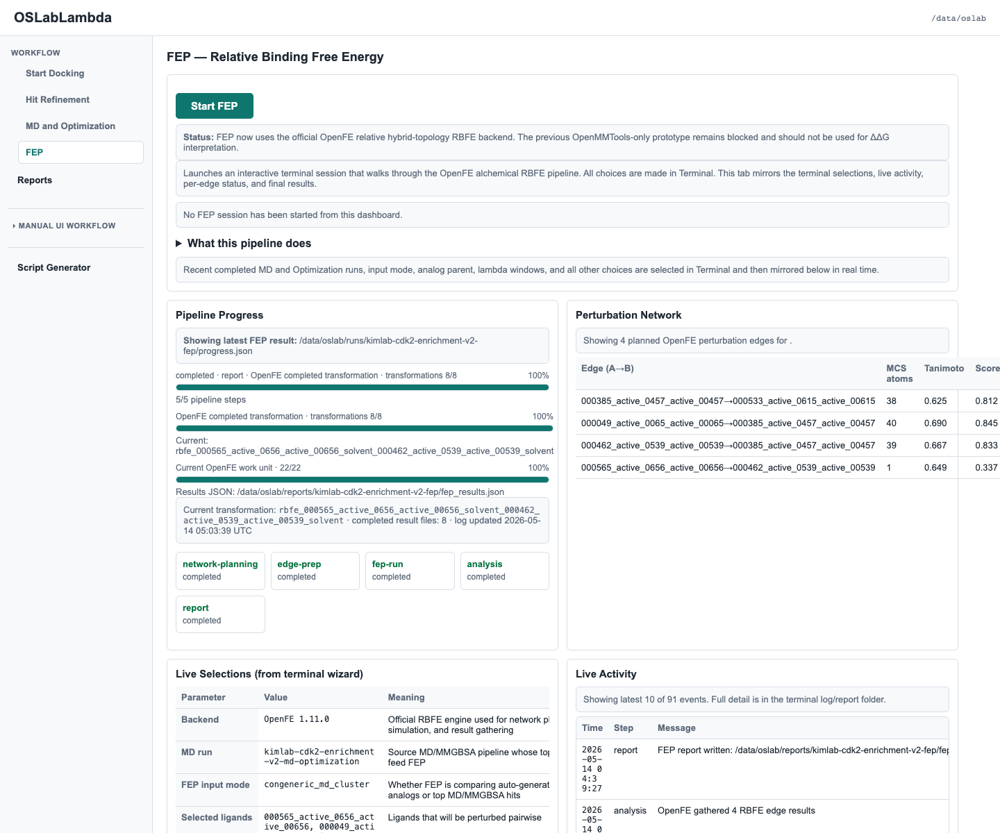 OSLabLambda
/data/oslab
WORKFLOW
Start Docking
Hit Refinement
MD and Optimization
FEP
Reports
MANUAL UI WORKFLOW
Script Generator
FEP — Relative Binding Free Energy
Start FEP
Status: FEP now uses the official OpenFE relative hybrid-topology RBFE backend. The previous OpenMMTools-only prototype remains blocked and should not be used for ΔΔG
interpretation.
Launches an interactive terminal session that walks through the OpenFE alchemical RBFE pipeline. All choices are made in Terminal. This tab mirrors the terminal selections, live activity,
per-edge status, and final results.
No FEP session has been started from this dashboard.
What this pipeline does
Recent completed MD and Optimization runs, input mode, analog parent, lambda windows, and all other choices are selected in Terminal and then mirrored below in real time.
Pipeline Progress
Showing latest FEP result: /data/oslab/runs/kimlab-cdk2-enrichment-v2-
fep/progress.json
completed · report · OpenFE completed transformation · transformations 8/8 100%
5/5 pipeline steps
OpenFE completed transformation · transformations 8/8 100%
Current:
rbfe_000565_active_0656_active_00656_solvent_000462_active_0539_active_00539_solvent
Current OpenFE work unit · 22/22 100%
Results JSON: /data/oslab/reports/kimlab-cdk2-enrichment-v2-fep/fep_results.json
Current transformation: rbfe_000565_active_0656_active_00656_solvent_000462_
active_0539_active_00539_solvent · completed result files: 8 · log updated 2026-05-
14 05:03:39 UTC
network-planning
completed
edge-prep
completed
fep-run
completed
analysis
completed
report
completed
Perturbation Network
Showing 4 planned OpenFE perturbation edges for .
Edge (A→B) MCS atoms Tanimoto Score
000385_active_0457_active_00457→000533_active_0615_active_00615 38 0.625 0.812
000049_active_0065_active_00065→000385_active_0457_active_00457 40 0.690 0.845
000462_active_0539_active_00539→000385_active_0457_active_00457 39 0.667 0.833
000565_active_0656_active_00656→000462_active_0539_active_00539 1 0.649 0.337
Live Selections (from terminal wizard)
Parameter Value Meaning
Backend OpenFE 1.11.0 Official RBFE engine used for network pl
simulation, and result gathering
MD run kimlab-cdk2-enrichment Source MD/MMGBSA pipeline whose top
-v2-md-optimization feed FEP
FEP input mode congeneric_md_cluster Whether FEP is comparing auto-generat
analogs or top MD/MMGBSA hits
Selected ligands 000565_active_0656_act Ligands that will be perturbed pairwise
ive_00656, 000049_acti
Live Activity
Showing latest 10 of 91 events. Full detail is in the terminal log/report folder.
Time Step Message
2026 report FEP report written: /data/oslab/reports/kimlab-cdk2-enrichment-v2-fep/fep
-05-
14 0
4:3
9:27
2026 analysis OpenFE gathered 4 RBFE edge results
-05-
14 0